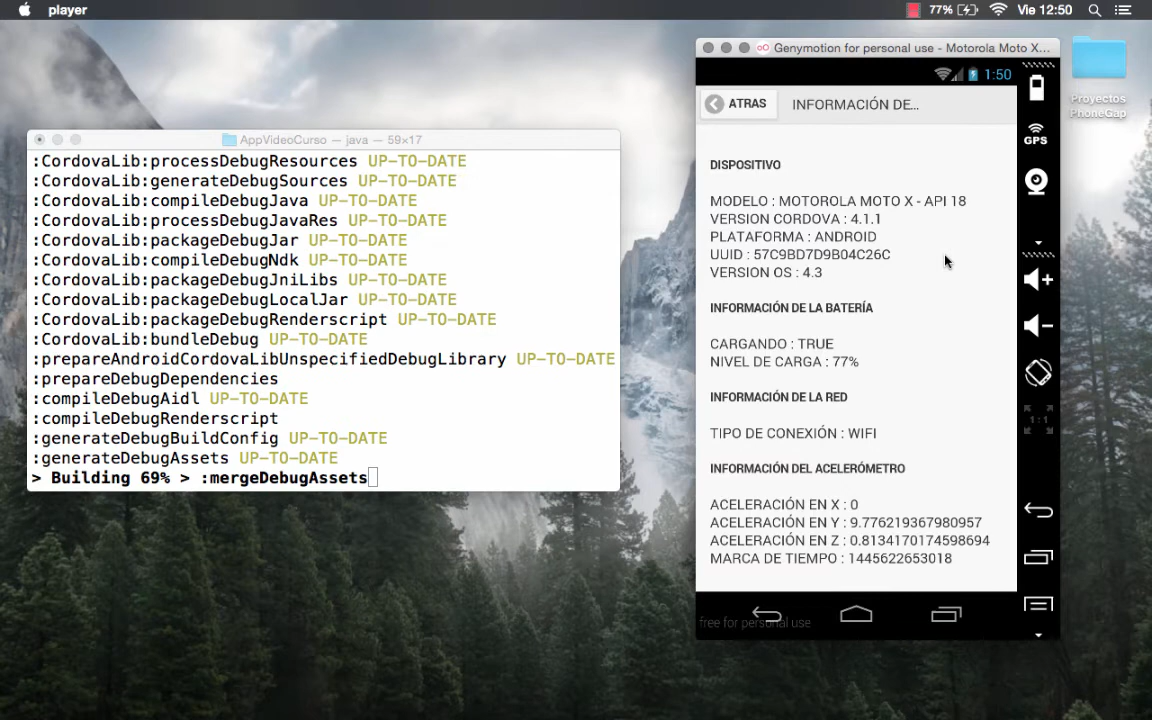 player
77%
Vie 12:50
Genymotion for personal use - Motorola Moto X...
1:50
ATRAS
INFORMACIÓN DE...
Proyectos
PhoneGap
GPS
AppVideoCurso — java — 59×17
:CordovaLib:processDebugResources UP-TO-DATE
:CordovaLib:generateDebugSources UP-TO-DATE
:CordovaLib:compileDebugJava UP-TO-DATE
:CordovaLib:processDebugJavaRes UP-TO-DATE
:CordovaLib:packageDebugJar UP-TO-DATE
:CordovaLib:compileDebugNdk UP-TO-DATE
:CordovaLib:packageDebugJniLibs UP-TO-DATE
:CordovaLib:packageDebugLocalJar UP-TO-DATE
:CordovaLib:packageDebugRenderscript UP-TO-DATE
:CordovaLib:bundleDebug UP-TO-DATE
:prepareAndroidCordovaLibUnspecifiedDebugLibrary UP-TO-DATE
:prepareDebugDependencies
:compileDebugAidl UP-TO-DATE
:compileDebugRenderscript
:generateDebugBuildConfig UP-TO-DATE
:generateDebugAssets UP-TO-DATE
> Building 69% > :mergeDebugAssets
DISPOSITIVO
MODELO : MOTOROLA MOTO X - API 18
VERSION CORDOVA : 4.1.1
PLATAFORMA : ANDROID
UUID : 57C9BD7D9B04C26C
VERSION OS : 4.3
INFORMACIÓN DE LA BATERÍA
CARGANDO : TRUE
NIVEL DE CARGA : 77%
INFORMACIÓN DE LA RED
TIPO DE CONEXIÓN : WIFI
INFORMACIÓN DEL ACELERÓMETRO
ACELERACIÓN EN X : 0
ACELERACIÓN EN Y : 9.776219367980957
ACELERACIÓN EN Z : 0.8134170174598694
MARCA DE TIEMPO : 1445622653018
1:1
free for personal use